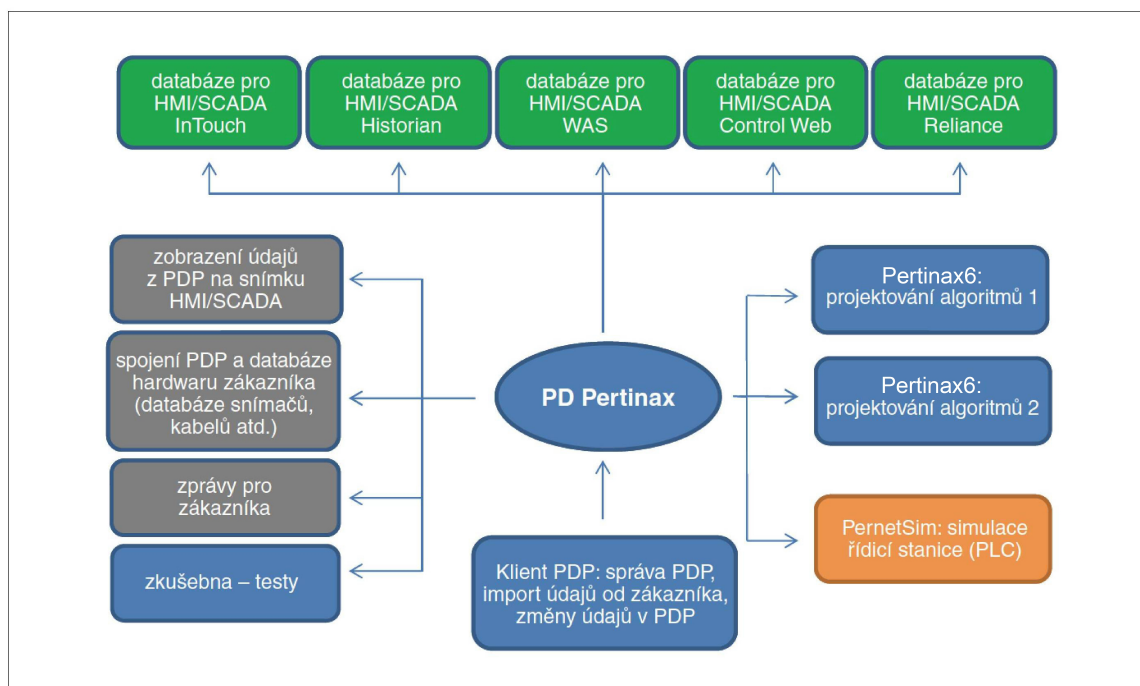 databáze pro
HMI/SCADA
InTouch
databáze pro
HMI/SCADA
Historian
databáze pro
HMI/SCADA
WAS
databáze pro
HMI/SCADA
Control Web
databáze pro
HMI/SCADA
Reliance
zobrazení údajů
z PDP na snímku
HMI/SCADA
spojení PDP a databáze
hardwaru zákazníka
(databáze snímačů,
kabelů atd.)
zprávy pro
zákazníka
zkušebna – testy
PD Pertinax
Klient PDP: správa PDP,
import údajů od zákazníka,
změny údajů v PDP
Pertinax6:
projektování algoritmů 1
Pertinax6:
projektování algoritmů 2
PernetSim: simulace
řídicí stanice (PLC)